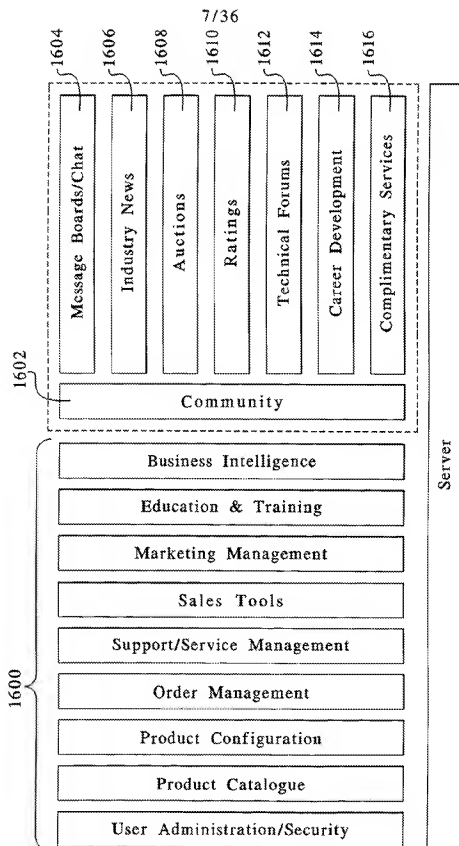 7/36
1604
1606
1608
1610
1612
1614
1616
Message Boards/Chat
Industry News
Auctions
Ratings
Technical Forums
Career Development
Complimentary Services
1602
Community
1600
Business Intelligence
Education & Training
Marketing Management
Sales Tools
Support/Service Management
Order Management
Product Configuration
Product Catalogue
User Administration/Security
Server